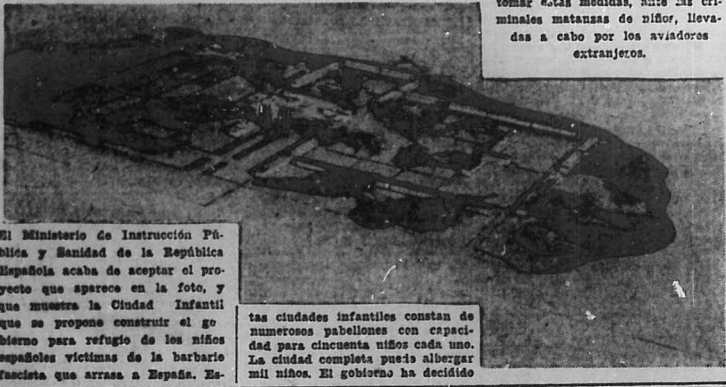 El Ministerio de Instrucción Pú-
blica y Sanidad de la República
Española acaba de aceptar el pro-
yecto que aparece en la foto, y
que muestra la Ciudad Infantil
que se propone construir el go
bierno para refugio de los niños
españoles víctimas de la barbarie
fascista que arrasa a España. Es-
tas ciudades infantiles constan de
numerosos pabellones con capaci-
dad para cincuenta niños cada uno.
La ciudad completa puede albergar
mil niños. El gobierno ha decidido
tomar estas medidas, ante las cri-
minales matanzas de niños, lleva-
das a cabo por los aviadores
extranjeros.